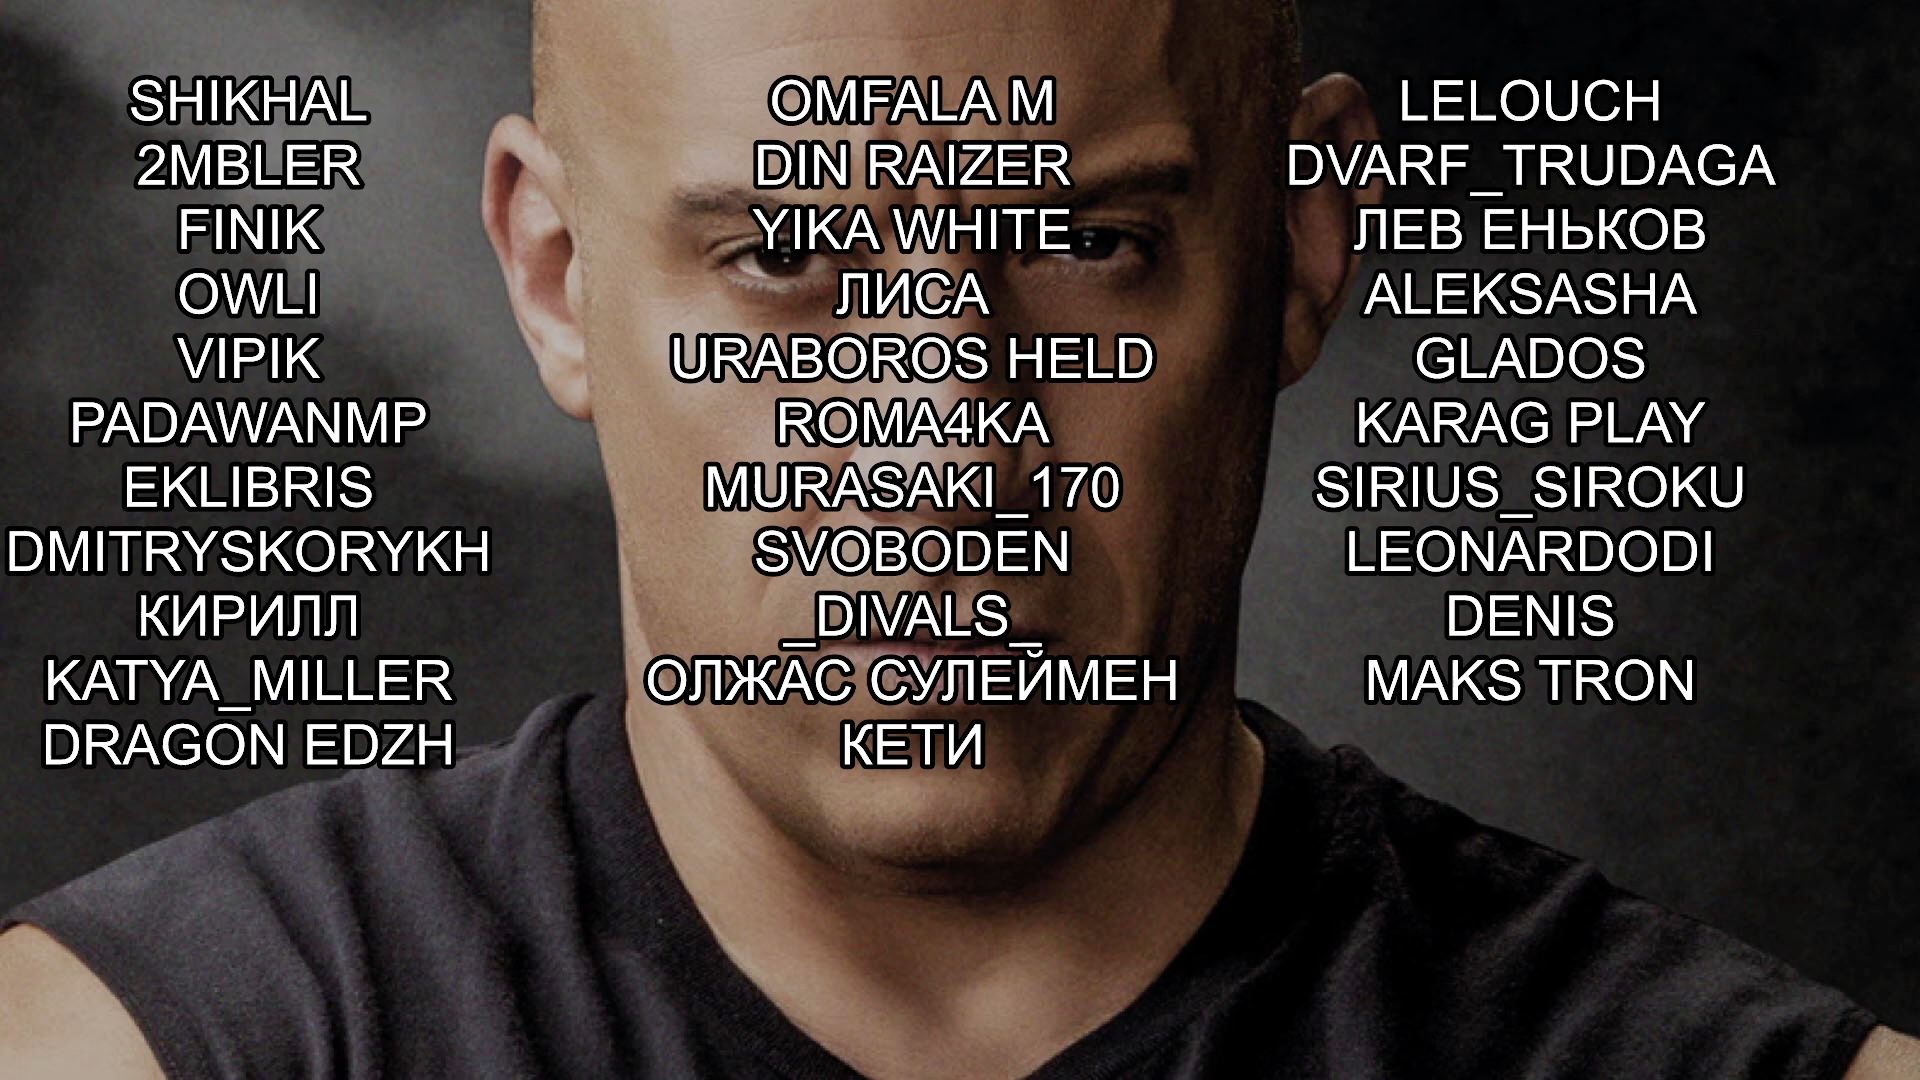 SHIKHAL
2MBLER
FINIK
OWLI
VIPIK
PADAWANMP
EKLIBRIS
DMITRYSKORYKH
КИРИЛЛ
KATYA_MILLER
DRAGON EDZH
OMFALA M
DIN RAIZER
YIKA WHITE
ЛИСА
URABOROS HELD
ROMA4KA
MURASAKI_170
SVOBODEN
_DIVALS_
ОЛЖАС СУЛЕЙМЕН
КЕТИ
LELOUCH
DVARF_TRUDAGA
ЛЕВ ЕНЬКОВ
ALEKSASHA
GLADOS
KARAG PLAY
SIRIUS_SIROKU
LEONARDODI
DENIS
MAKS TRON